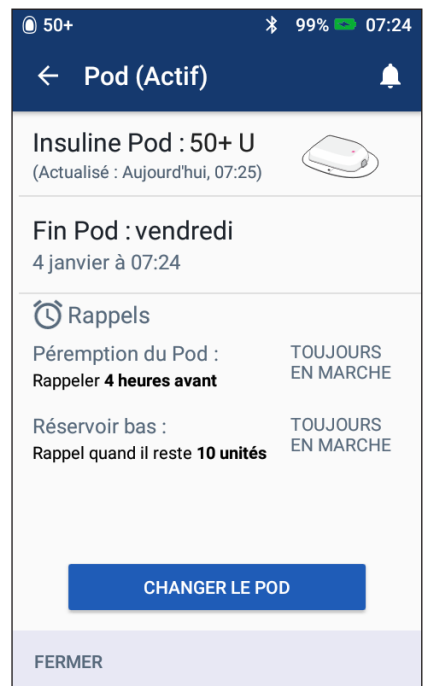 50+ 99% 07:24
Pod (Actif)
Insuline Pod : 50+ U
(Actualisé : Aujourd'hui, 07:25)
Fin Pod : vendredi
4 janvier à 07:24
Rappels
Péremption du Pod : TOUJOURS
Rappeler 4 heures avant EN MARCHE
Réservoir bas : TOUJOURS
Rappel quand il reste 10 unités EN MARCHE
CHANGER LE POD
FERMER